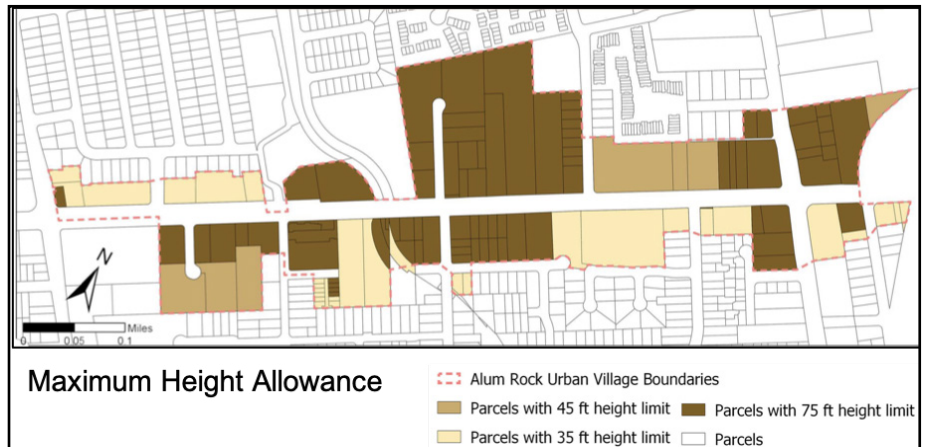 N
Miles
0 0.05 0.1
Maximum Height Allowance
Alum Rock Urban Village Boundaries
Parcels with 45 ft height limit
Parcels with 75 ft height limit
Parcels with 35 ft height limit
Parcels